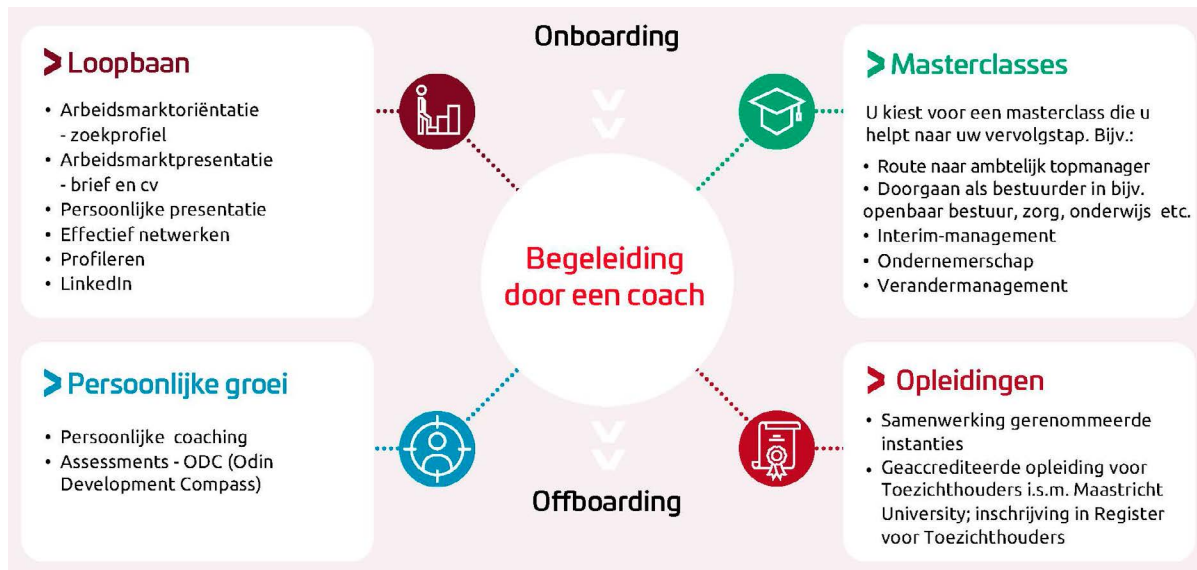 Onboarding
Loopbaan
• Arbeidsmarktoriëntatie
- zoekprofiel
• Arbeidsmarktpresentatie
- brief en cv
• Persoonlijke presentatie
• Effectief netwerken
• Profileren
• LinkedIn
Masterclasses
U kiest voor een masterclass die u
helpt naar uw vervolgstap. Bijv.:
• Route naar ambtelijk topmanager
• Doorgaan als bestuurder in bijv.
openbaar bestuur, zorg, onderwijs etc.
• Interim-management
• Ondernemerschap
• Verandermanagement
Begeleiding
door een coach
Persoonlijke groei
• Persoonlijke coaching
• Assessments - ODC (Odin
Development Compass)
Opleidingen
• Samenwerking gerenommeerde
instanties
• Geaccrediteerde opleiding voor
Toezichthouders i.s.m. Maastricht
University; inschrijving in Register
voor Toezichthouders
Offboarding